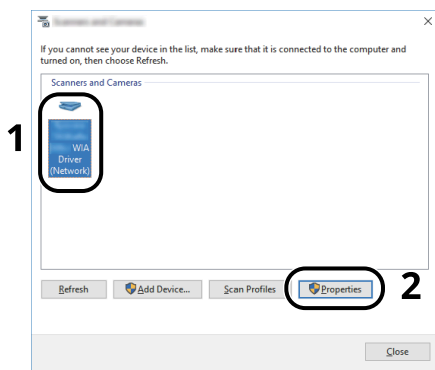 If you cannot see your device in the list, make sure that it is connected to the computer and
turned on, then choose Refresh.
Scanners and Cameras
1
WIA
Driver
(Network)
Refresh
Add Device...
Scan Profiles
Properties
2
Close